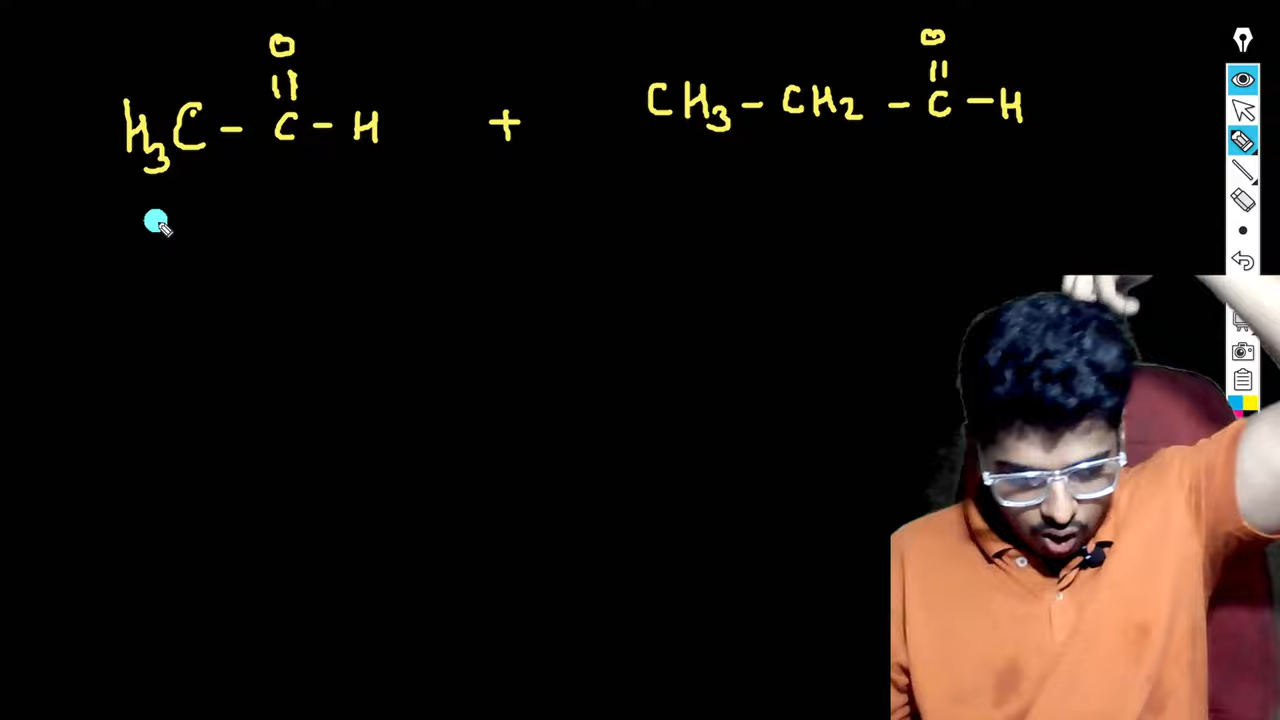 O O
|| ||
H3C - C - H + CH3 - CH2 - C - H